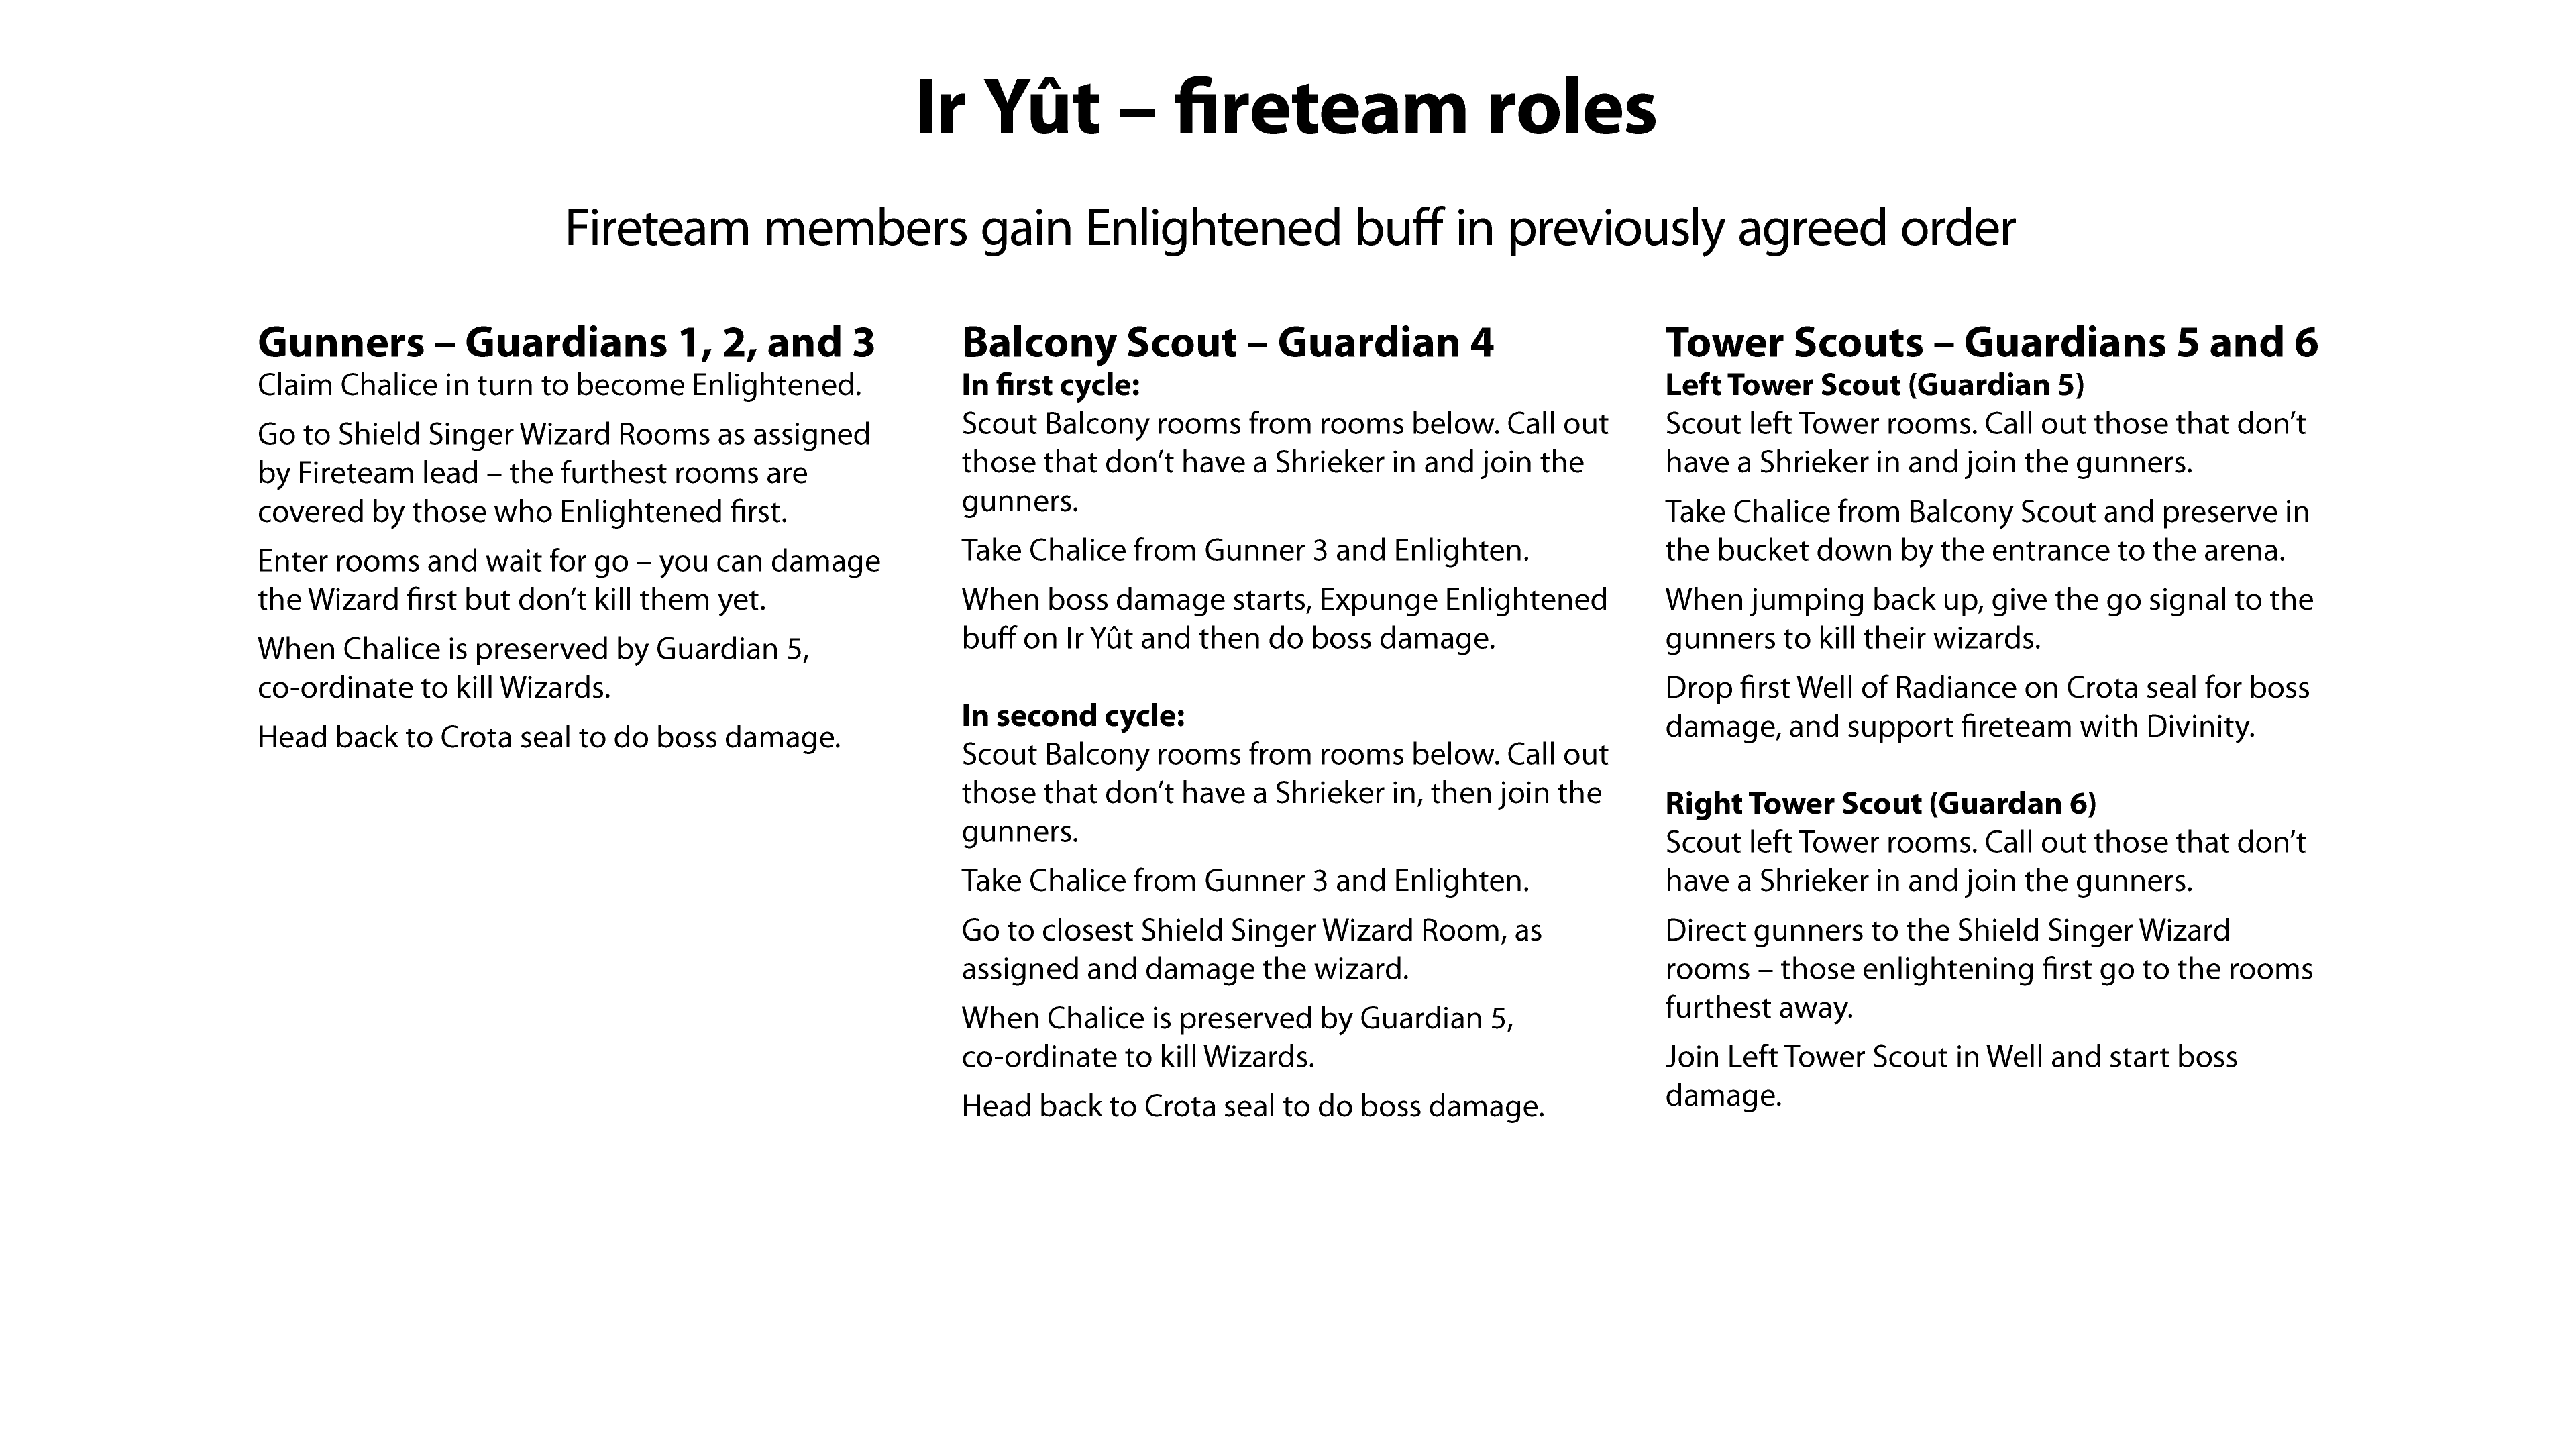 Ir Yût – fireteam roles
Fireteam members gain Enlightened buff in previously agreed order
Gunners – Guardians 1, 2, and 3
Claim Chalice in turn to become Enlightened.
Go to Shield Singer Wizard Rooms as assigned
by Fireteam lead – the furthest rooms are
covered by those who Enlightened first.
Enter rooms and wait for go – you can damage
the Wizard first but don’t kill them yet.
When Chalice is preserved by Guardian 5,
co-ordinate to kill Wizards.
Head back to Crota seal to do boss damage.
Balcony Scout – Guardian 4
In first cycle:
Scout Balcony rooms from rooms below. Call out
those that don’t have a Shrieker in and join the
gunners.
Take Chalice from Gunner 3 and Enlighten.
When boss damage starts, Expunge Enlightened
buff on Ir Yût and then do boss damage.
In second cycle:
Scout Balcony rooms from rooms below. Call out
those that don’t have a Shrieker in, then join the
gunners.
Take Chalice from Gunner 3 and Enlighten.
Go to closest Shield Singer Wizard Room, as
assigned and damage the wizard.
When Chalice is preserved by Guardian 5,
co-ordinate to kill Wizards.
Head back to Crota seal to do boss damage.
Tower Scouts – Guardians 5 and 6
Left Tower Scout (Guardian 5)
Scout left Tower rooms. Call out those that don’t
have a Shrieker in and join the gunners.
Take Chalice from Balcony Scout and preserve in
the bucket down by the entrance to the arena.
When jumping back up, give the go signal to the
gunners to kill their wizards.
Drop first Well of Radiance on Crota seal for boss
damage, and support fireteam with Divinity.
Right Tower Scout (Guardan 6)
Scout left Tower rooms. Call out those that don’t
have a Shrieker in and join the gunners.
Direct gunners to the Shield Singer Wizard
rooms – those enlightening first go to the rooms
furthest away.
Join Left Tower Scout in Well and start boss
damage.